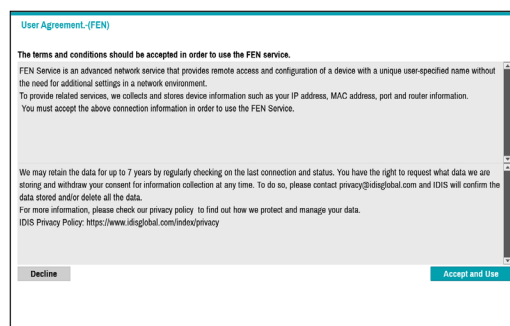 User Agreement.-(FEN)
The terms and conditions should be accepted in order to use the FEN service.
FEN Service is an advanced network service that provides remote access and configuration of a device with a unique user-specified name without
the need for additional settings in a network environment.
To provide related services, we collects and stores device information such as your IP address, MAC address, port and router information.
You must accept the above connection information in order to use the FEN Service.
We may retain the data for up to 7 years by regularly checking on the last connection and status. You have the right to request what data we are
storing and withdraw your consent for information collection at any time. To do so, please contact privacy@idisglobal.com and IDIS will confirm the
data stored and/or delete all the data.
For more information, please check our privacy policy to find out how we protect and manage your data.
IDIS Privacy Policy: https://www.idisglobal.com/index/privacy
Decline
Accept and Use